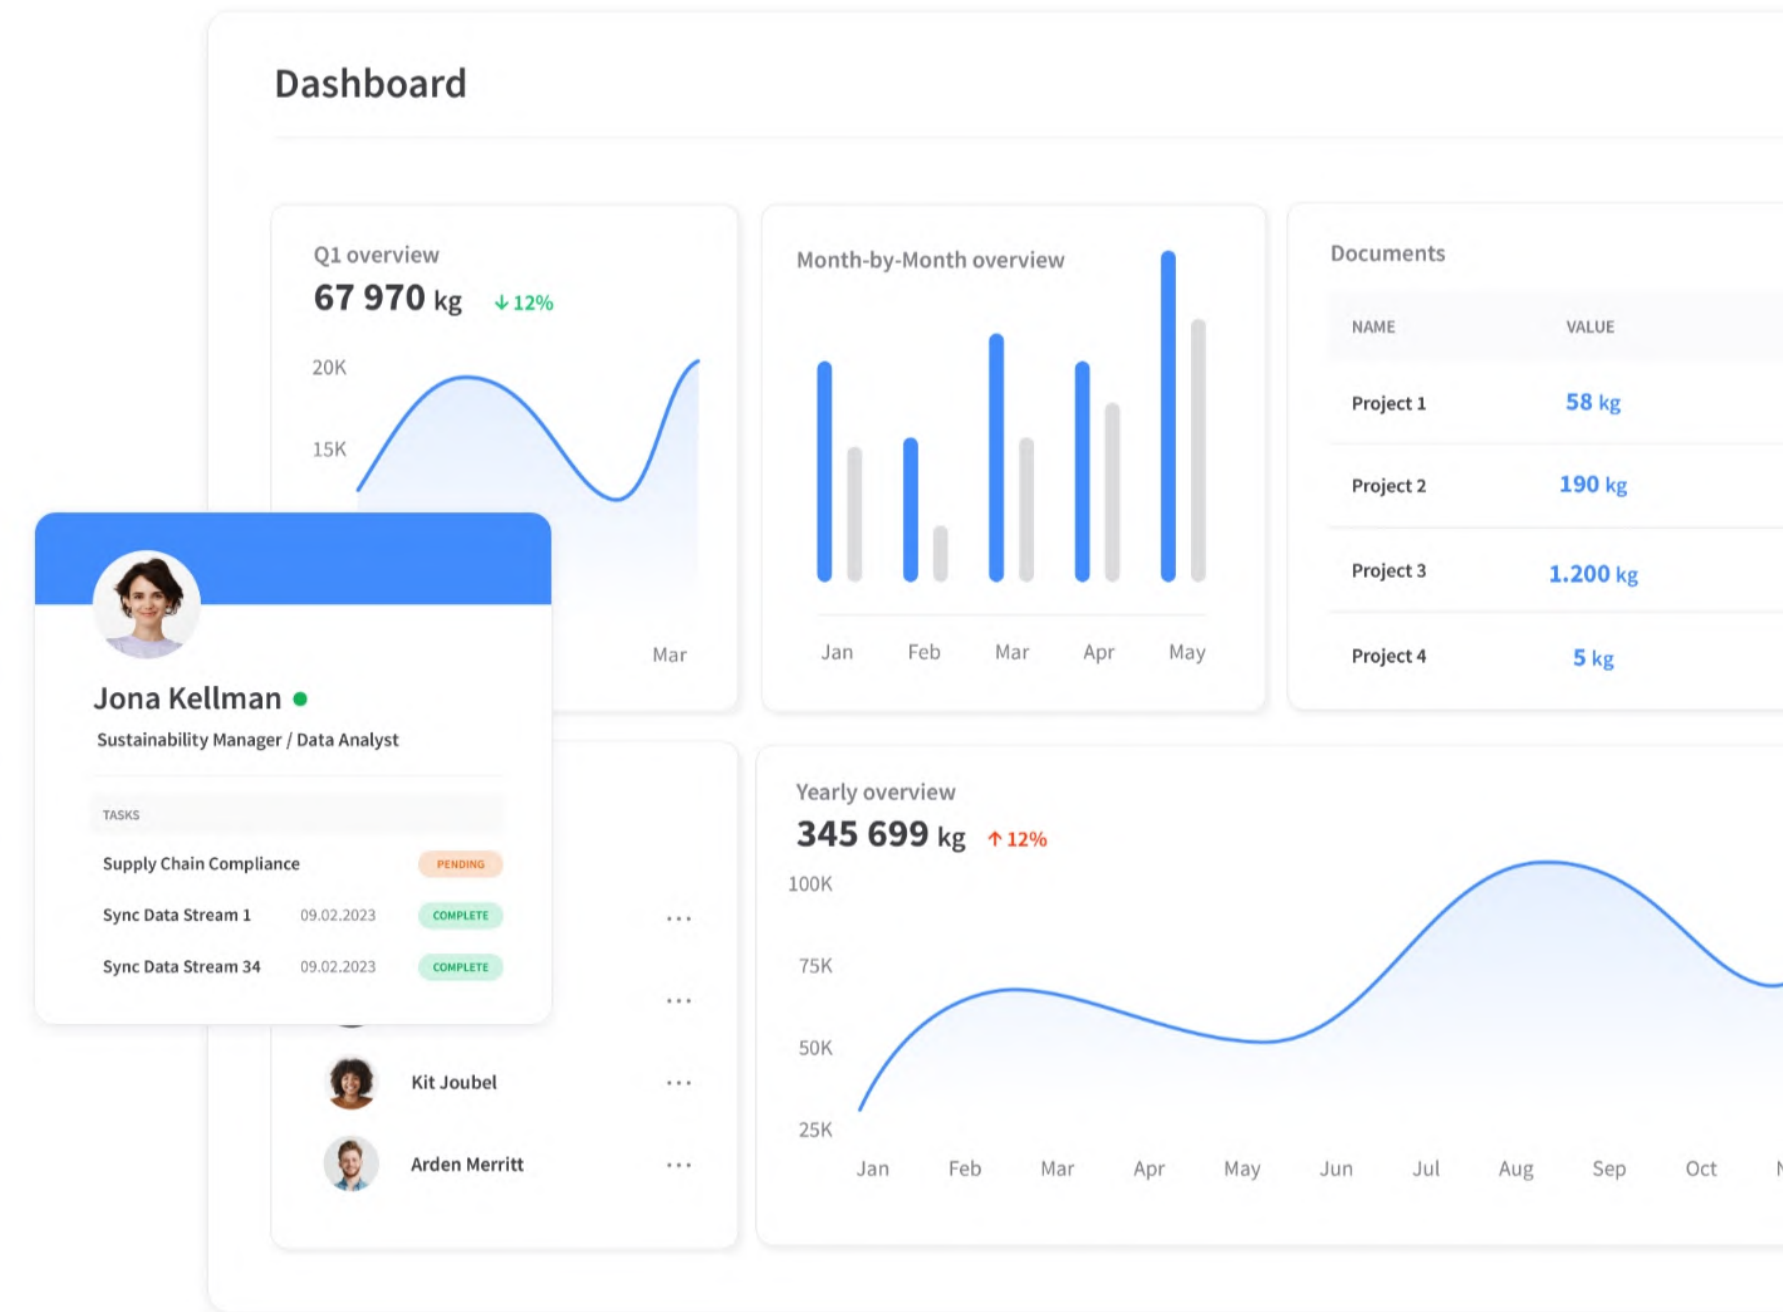 Dashboard
Q1 overview
67 970 kg ↓ 12%
20K
15K
Mar
Month-by-Month overview
Jan Feb Mar Apr May
Documents
NAME VALUE
Project 1 58 kg
Project 2 190 kg
Project 3 1.200 kg
Project 4 5 kg
Jona Kellman
Sustainability Manager / Data Analyst
TASKS
Supply Chain Compliance PENDING
Sync Data Stream 1 09.02.2023 COMPLETE
Sync Data Stream 34 09.02.2023 COMPLETE
Kit Joubel
Arden Merritt
Yearly overview
345 699 kg ↑ 12%
100K
75K
50K
25K
Jan Feb Mar Apr May Jun Jul Aug Sep Oct